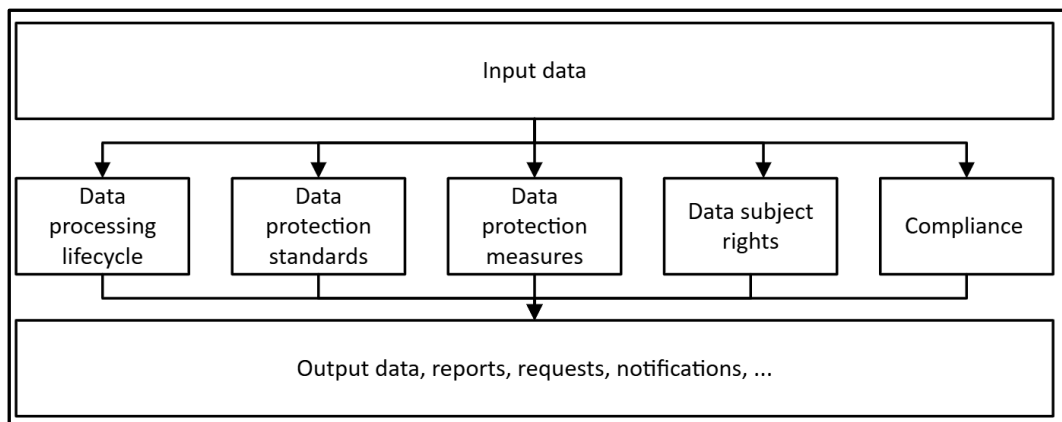 Input data
Data
processing
lifecycle
Data
protection
standards
Data
protection
measures
Data subject
rights
Compliance
Output data, reports, requests, notifications, ...